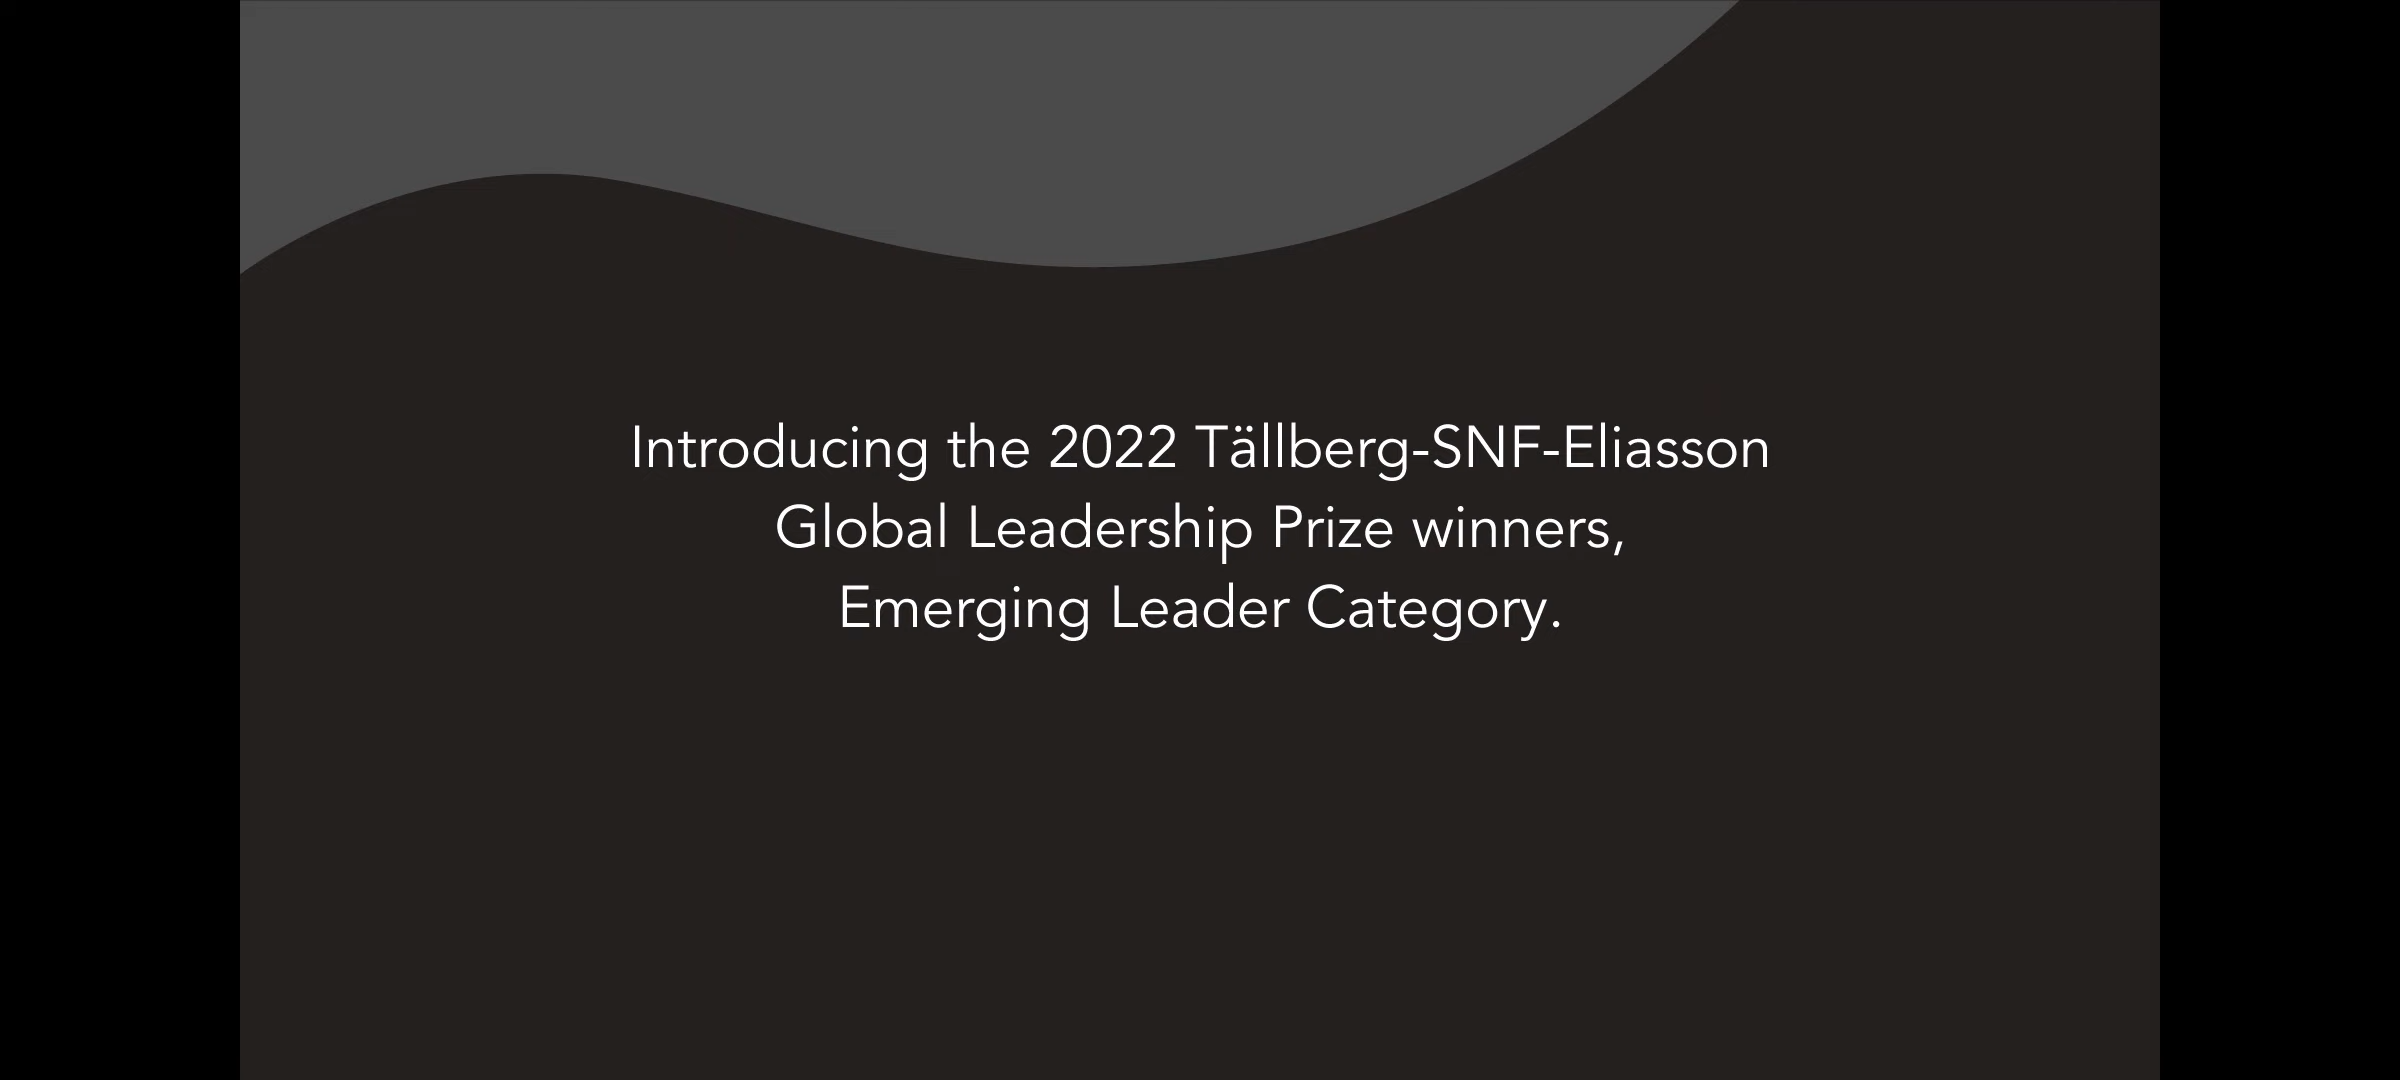 Introducing the 2022 Tällberg-SNF-Eliasson
Global Leadership Prize winners,
Emerging Leader Category.